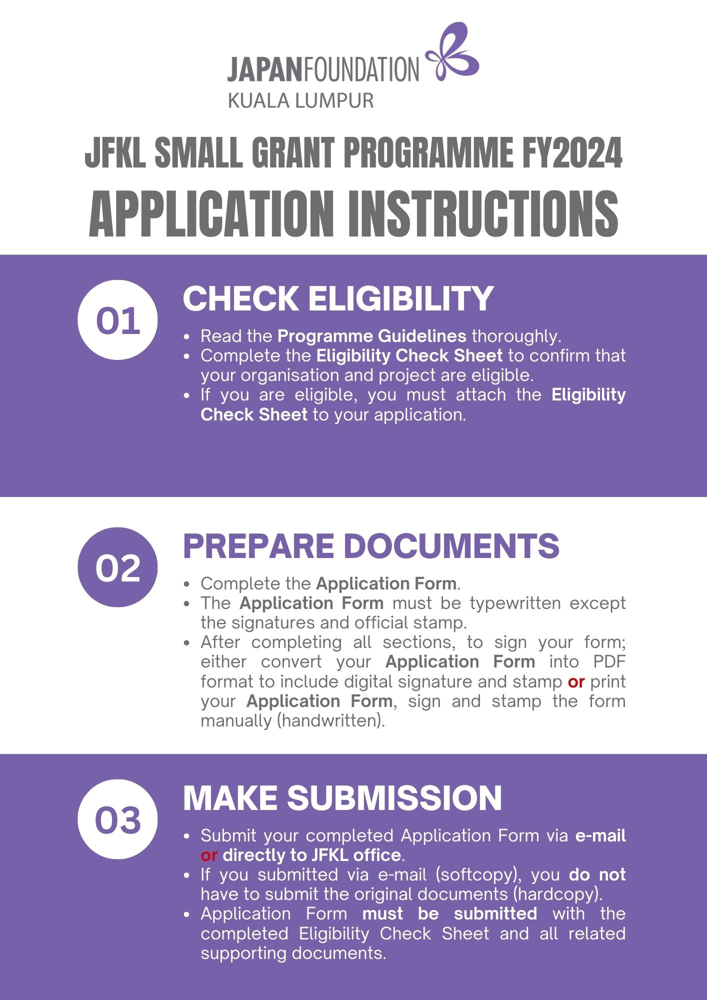 JAPANFOUNDATION
KUALA LUMPUR
JFKL SMALL GRANT PROGRAMME FY2024
APPLICATION INSTRUCTIONS
01
CHECK ELIGIBILITY
• Read the Programme Guidelines thoroughly.
• Complete the Eligibility Check Sheet to confirm that
your organisation and project are eligible.
• If you are eligible, you must attach the Eligibility
Check Sheet to your application.
02
PREPARE DOCUMENTS
• Complete the Application Form.
• The Application Form must be typewritten except
the signatures and official stamp.
• After completing all sections, to sign your form;
either convert your Application Form into PDF
format to include digital signature and stamp or print
your Application Form, sign and stamp the form
manually (handwritten).
03
MAKE SUBMISSION
• Submit your completed Application Form via e-mail
or directly to JFKL office.
• If you submitted via e-mail (softcopy), you do not
have to submit the original documents (hardcopy).
• Application Form must be submitted with the
completed Eligibility Check Sheet and all related
supporting documents.